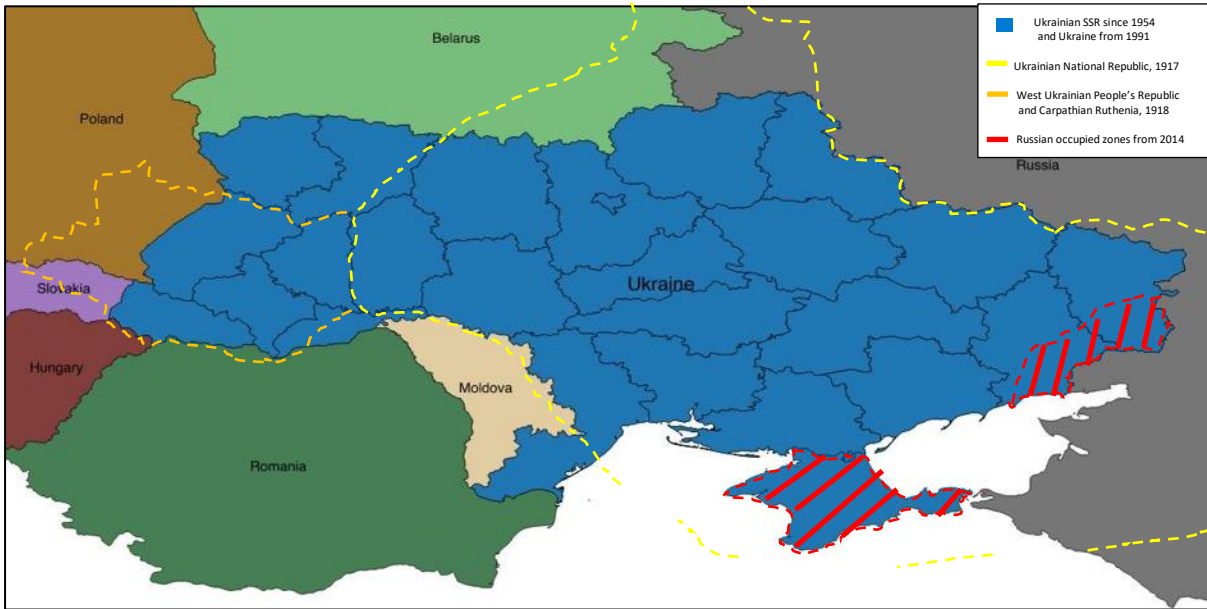 Ukrainian SSR since 1954
and Ukraine from 1991
Ukrainian National Republic, 1917
West Ukrainian People's Republic
and Carpathian Ruthenia, 1918
Russian occupied zones from 2014
Belarus
Poland
Russia
Slovakia
Ukraine
Hungary
Moldova
Romania